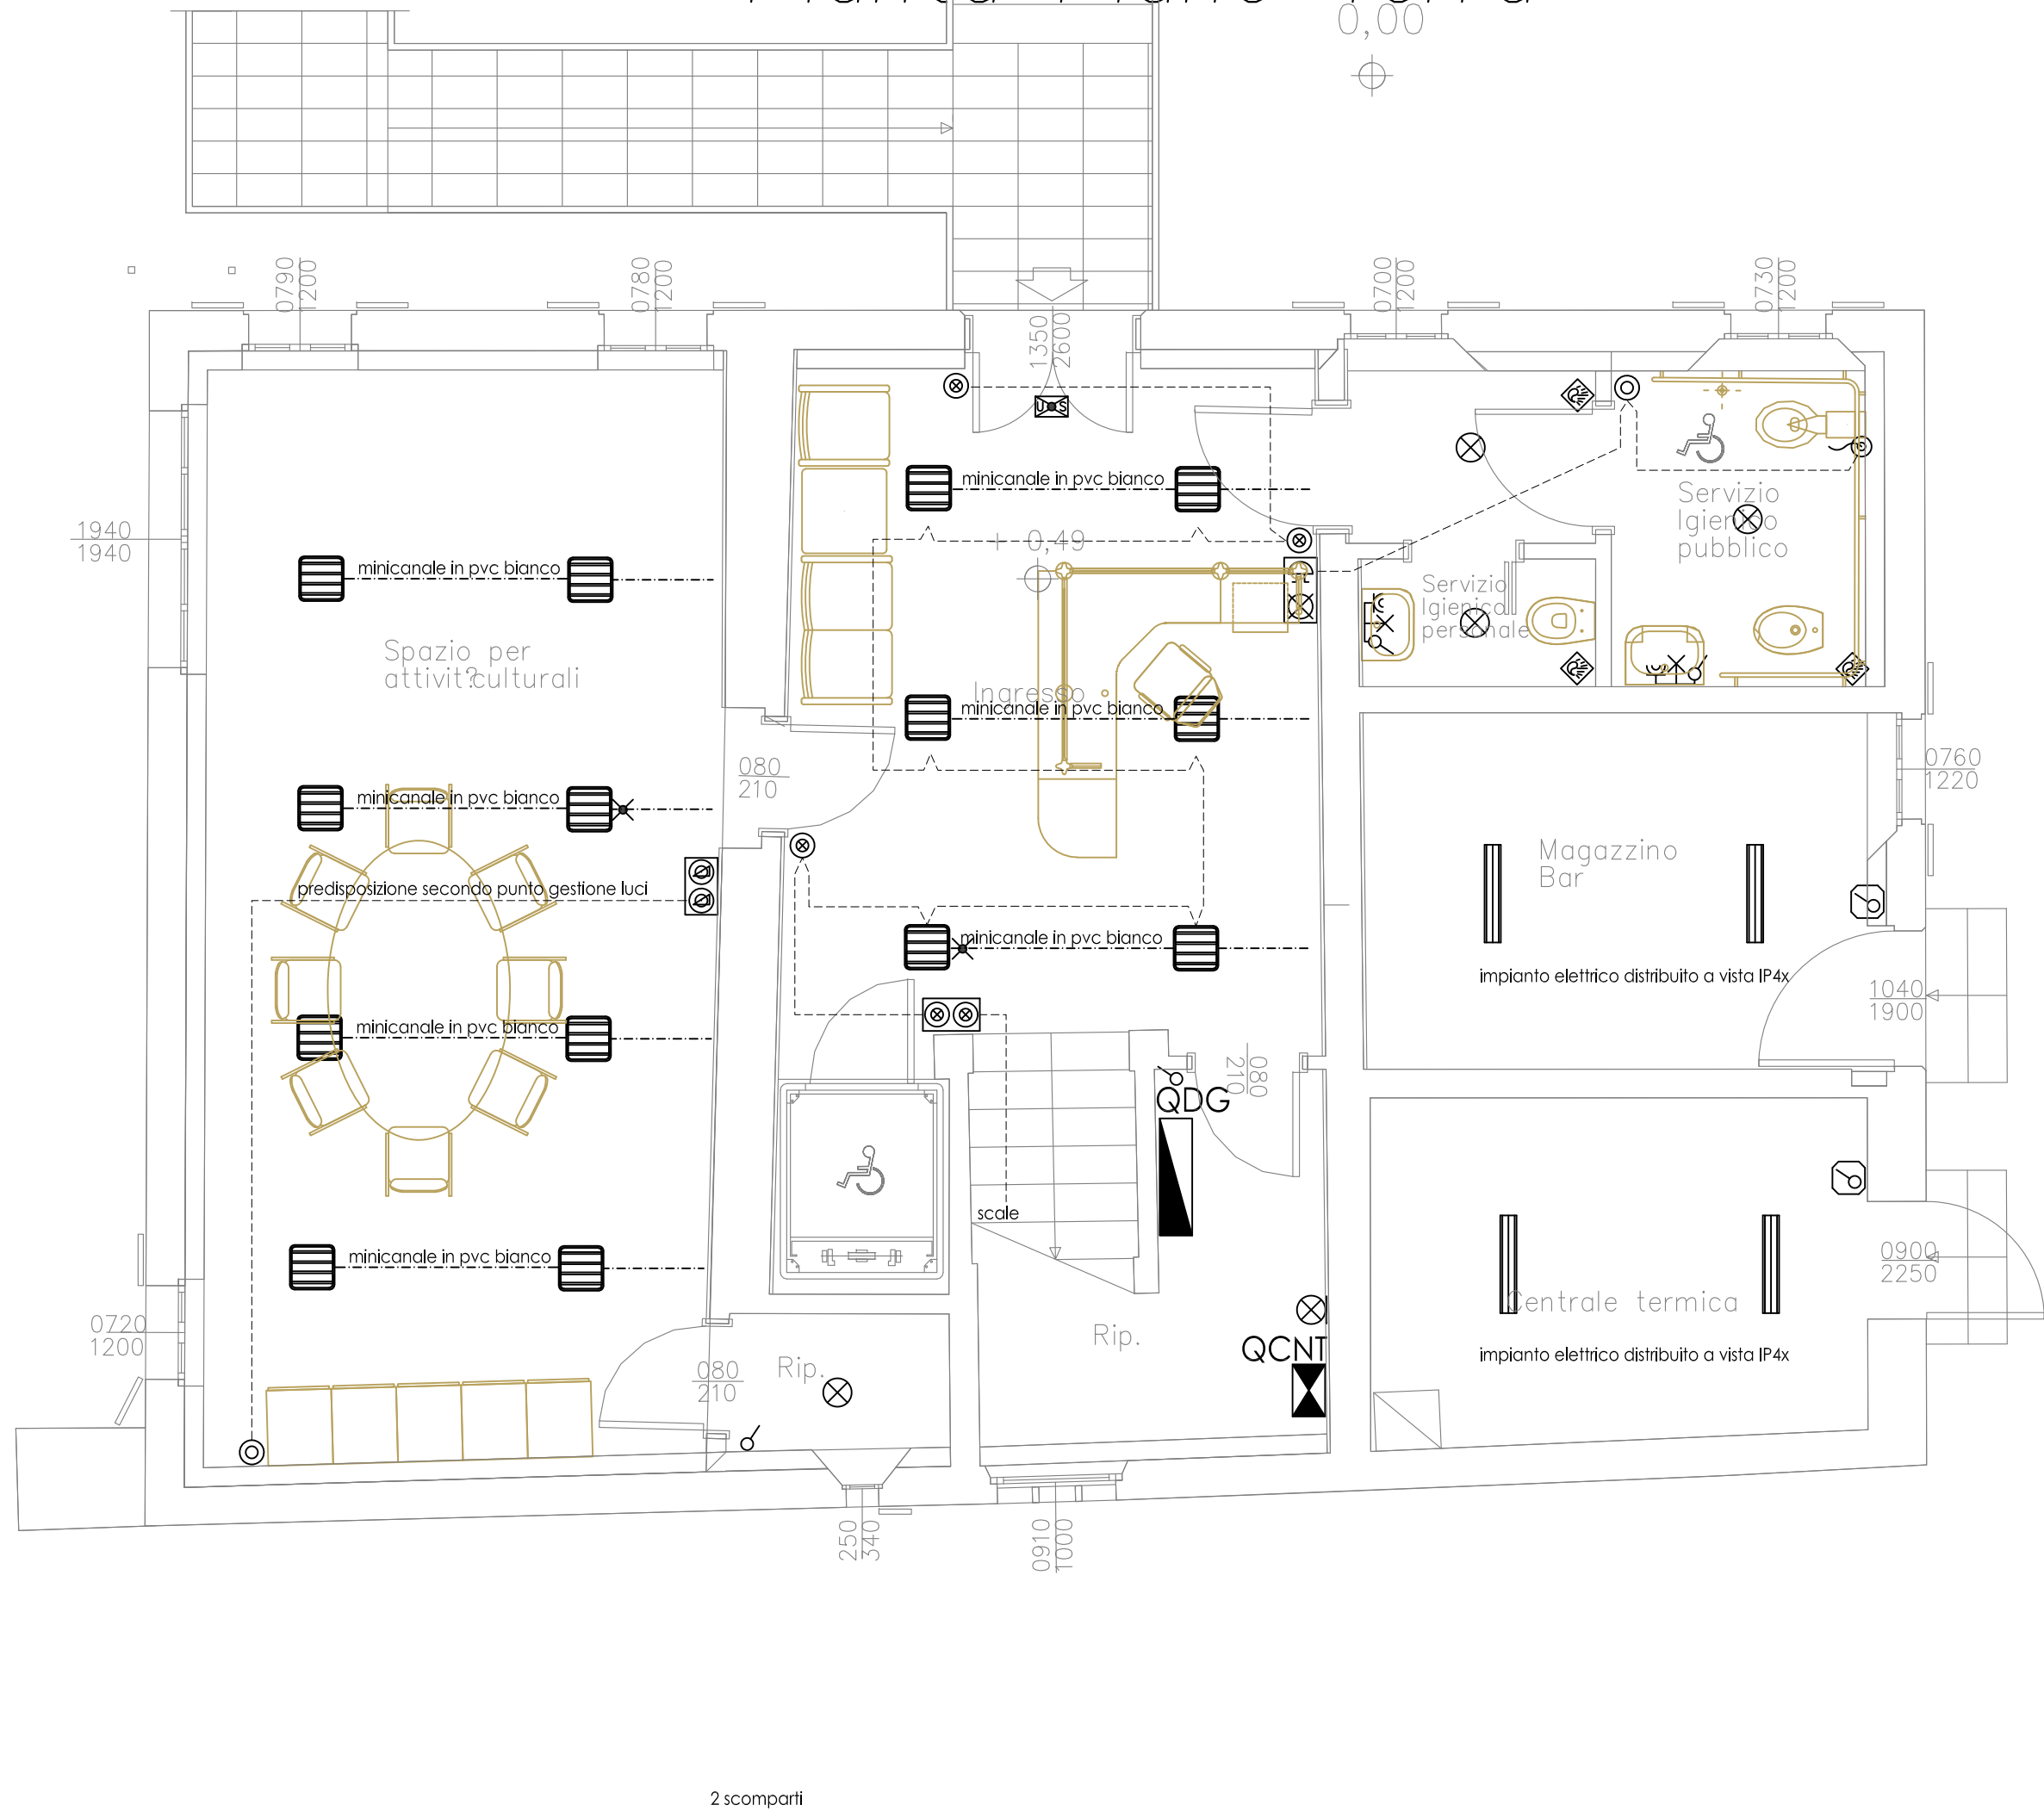 0,00
0790
1200
0780
1200
1350
2600
0700
1200
0730
1200
U S
minicanale in pvc bianco
Servizio
Igienico
pubblico
1940
1940
+ 0,49
minicanale in pvc bianco
Servizio
Igienico
personale
Spazio per
attivit?culturali
Ingresso
minicanale in pvc bianco
080
210
0760
1220
minicanale in pvc bianco
Magazzino
Bar
predisposizione secondo punto gestione luci
minicanale in pvc bianco
impianto elettrico distribuito a vista IP4x
1040
1900
minicanale in pvc bianco
080
210
QDG
scale
minicanale in pvc bianco
0900
2250
Centrale termica
0720
1200
Rip.
QCNT
impianto elettrico distribuito a vista IP4x
Rip.
080
210
250
340
0910
1000
2 scomparti